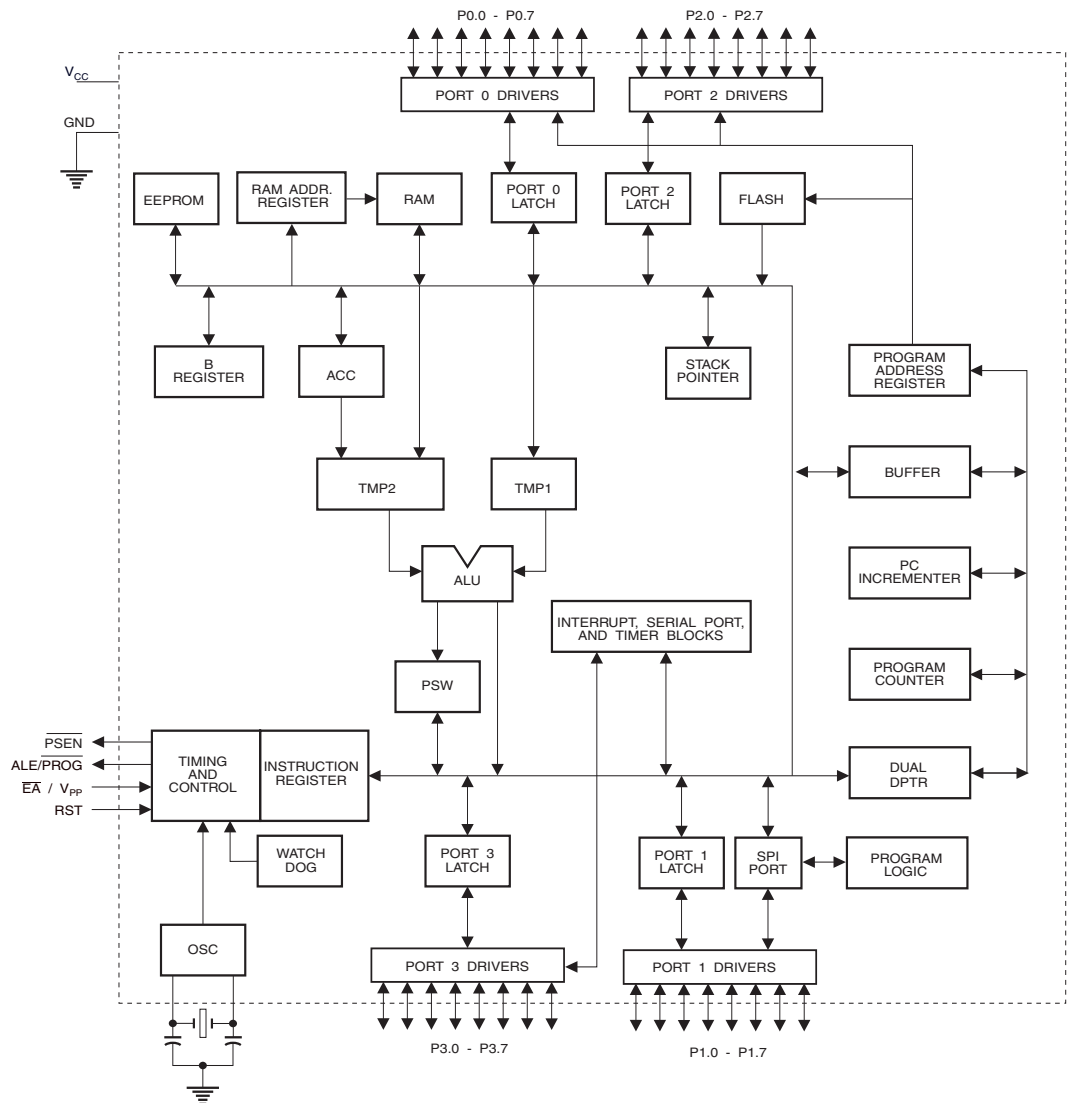 P0.0 - P0.7
P2.0 - P2.7
VCC
PORT 0 DRIVERS
PORT 2 DRIVERS
GND
EEPROM
RAM ADDR.
REGISTER
RAM
PORT 0
LATCH
PORT 2
LATCH
FLASH
B
REGISTER
ACC
STACK
POINTER
PROGRAM
ADDRESS
REGISTER
BUFFER
TMP2
TMP1
ALU
PC
INCREMENTER
INTERRUPT, SERIAL PORT,
AND TIMER BLOCKS
PSW
PROGRAM
COUNTER
PSEN
ALE/PROG
EA / VPP
RST
TIMING
AND
CONTROL
INSTRUCTION
REGISTER
DUAL
DPTR
WATCH
DOG
PORT 3
LATCH
PORT 1
LATCH
SPI
PORT
PROGRAM
LOGIC
OSC
PORT 3 DRIVERS
PORT 1 DRIVERS
P3.0 - P3.7
P1.0 - P1.7